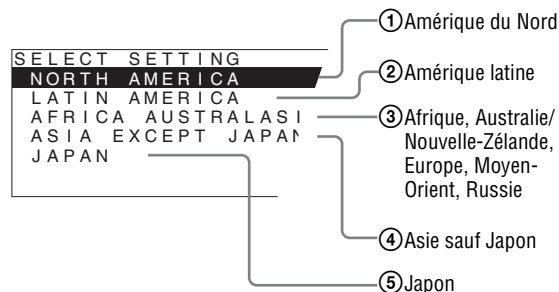 SELECT SETTING
NORTH AMERICA
LATIN AMERICA
AFRICA AUSTRALASI
ASIA EXCEPT JAPAN
JAPAN
①Amérique du Nord
②Amérique latine
③Afrique, Australie/
Nouvelle-Zélande,
Europe, Moyen-
Orient, Russie
④Asie sauf Japon
⑤Japon